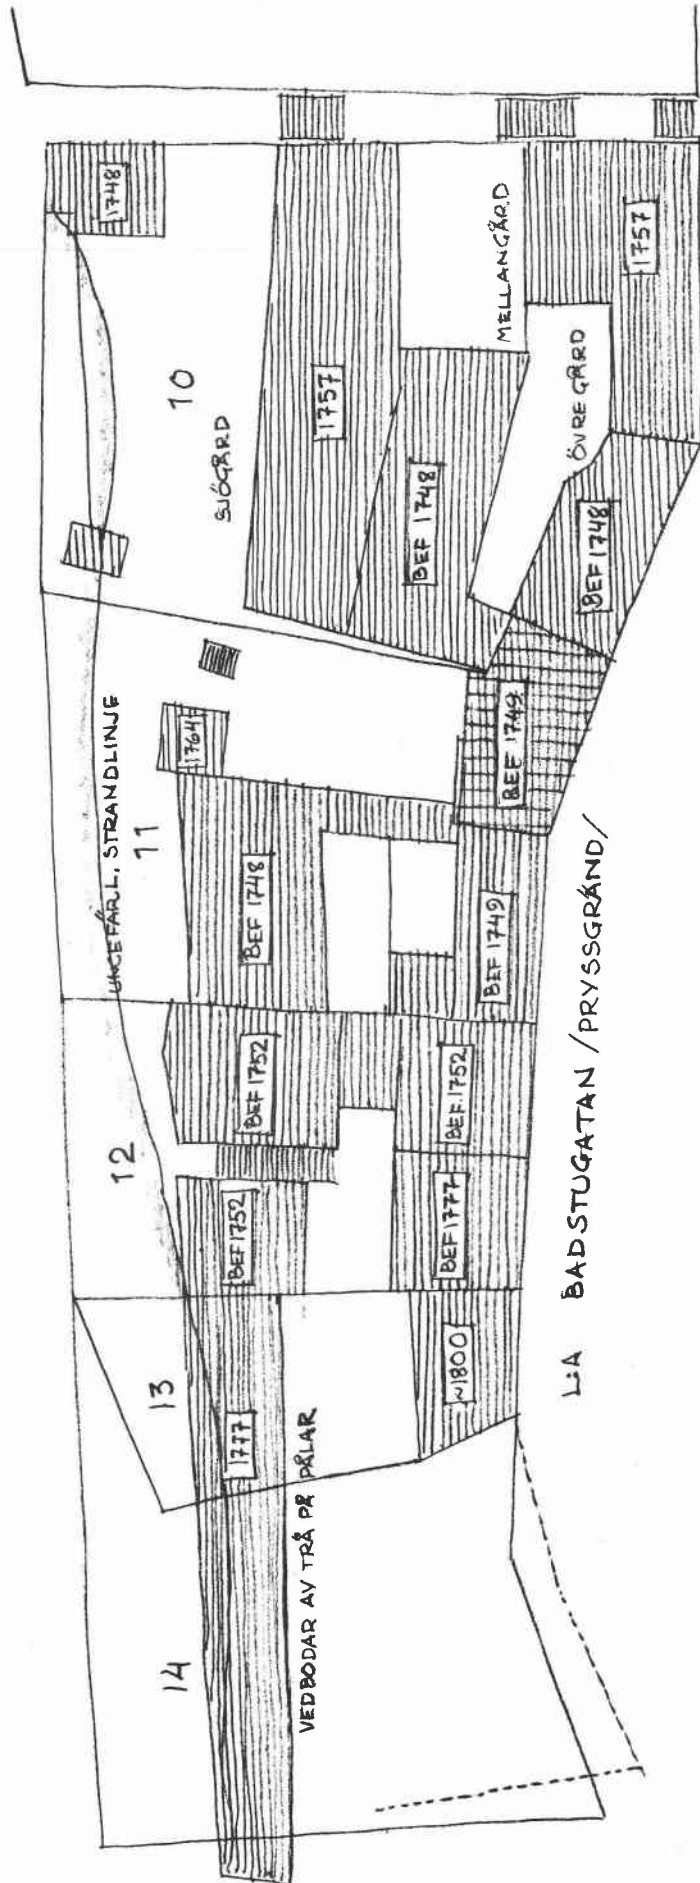 1748
10
SJÖGÅRD
1757
MELLANGÅRD
1757
ÖVREGÅRD
BEF 1748
BEF 1748
UNGEFÄRL. STRANDLINJE
11
1764
BEF 1749
BEF 1748
BEF 1749
12
BEF 1752
BEF. 1752
BEF 1752
BEF 1777
13
1777
~1800
14
VEDBODAR AV TRÄ PÅ PÅLAR
L:A BADSTUGATAN /PRYSSGRÄND/